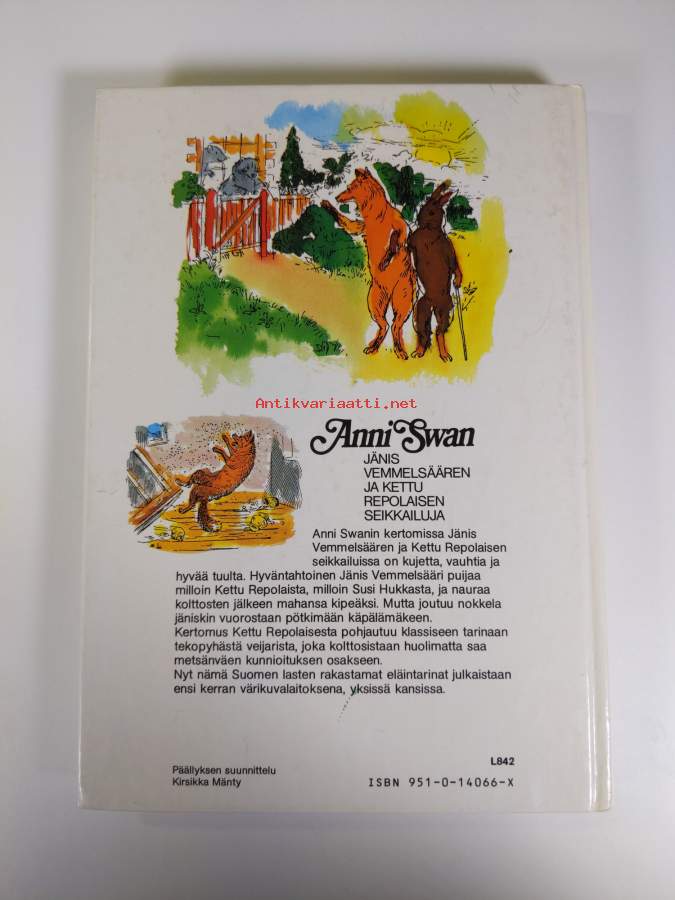 Antikvariaatti.net
Anni Swan
JÄNIS
VEMMELSÄÄREN
JA KETTU
REPOLAISEN
SEIKKAILUJA
Anni Swanin kertomissa Jänis
Vemmelsäären ja Kettu Repolaisen
seikkailuissa on kujetta, vauhtia ja
hyvää tuulta. Hyväntahtoinen Jänis Vemmelsääri puijaa
milloin Kettu Repolaista, milloin Susi Hukkasta, ja nauraa
kolttosten jälkeen mahansa kipeäksi. Mutta joutuu nokkela
jäniskin vuorostaan pötkimään käpälämäkeen.
Kertomus Kettu Repolaisesta pohjautuu klassiseen tarinaan
tekopyhästä veijarista, joka kolttosistaan huolimatta saa
metsänväen kunnioituksen osakseen.
Nyt nämä Suomen lasten rakastamat eläintarinat julkaistaan
ensi kerran värikuvalaitoksena, yksissä kansissa.
L842
Päällyksen suunnittelu
Kirsikka Mänty
ISBN 951-0-14066-X